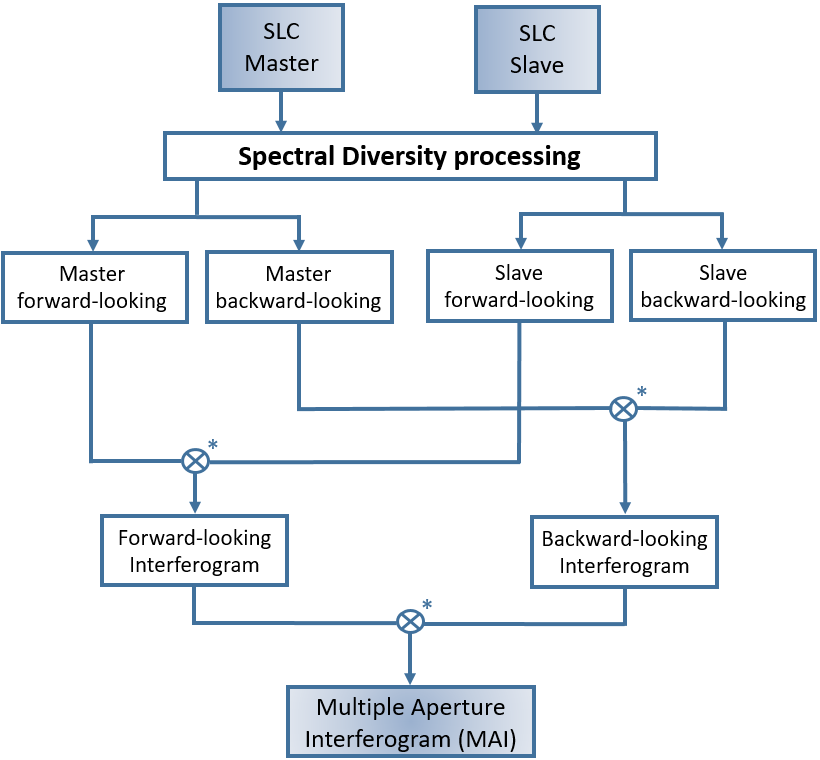 SLC
Master
SLC
Slave
Spectral Diversity processing
Master
forward-looking
Master
backward-looking
Slave
forward-looking
Slave
backward-looking
*
*
Forward-looking
Interferogram
Backward-looking
Interferogram
*
Multiple Aperture
Interferogram (MAI)